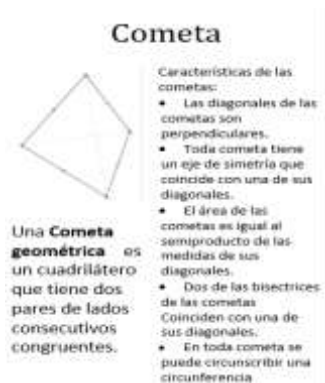 Cometa
Características de las
cometas:
• Las diagonales de las
cometas son
perpendiculares.
• Toda cometa tiene
un eje de simetría que
coincide con una de sus
diagonales.
• El área de las
cometas es igual al
semiproducto de las
medidas de sus
diagonales.
• Dos de las bisectrices
de las cometas
Coinciden con una de
sus diagonales.
• En toda cometa se
puede circunscribir una
circunferencia
Una Cometa
geométrica es
un cuadrilátero
que tiene dos
pares de lados
consecutivos
congruentes.